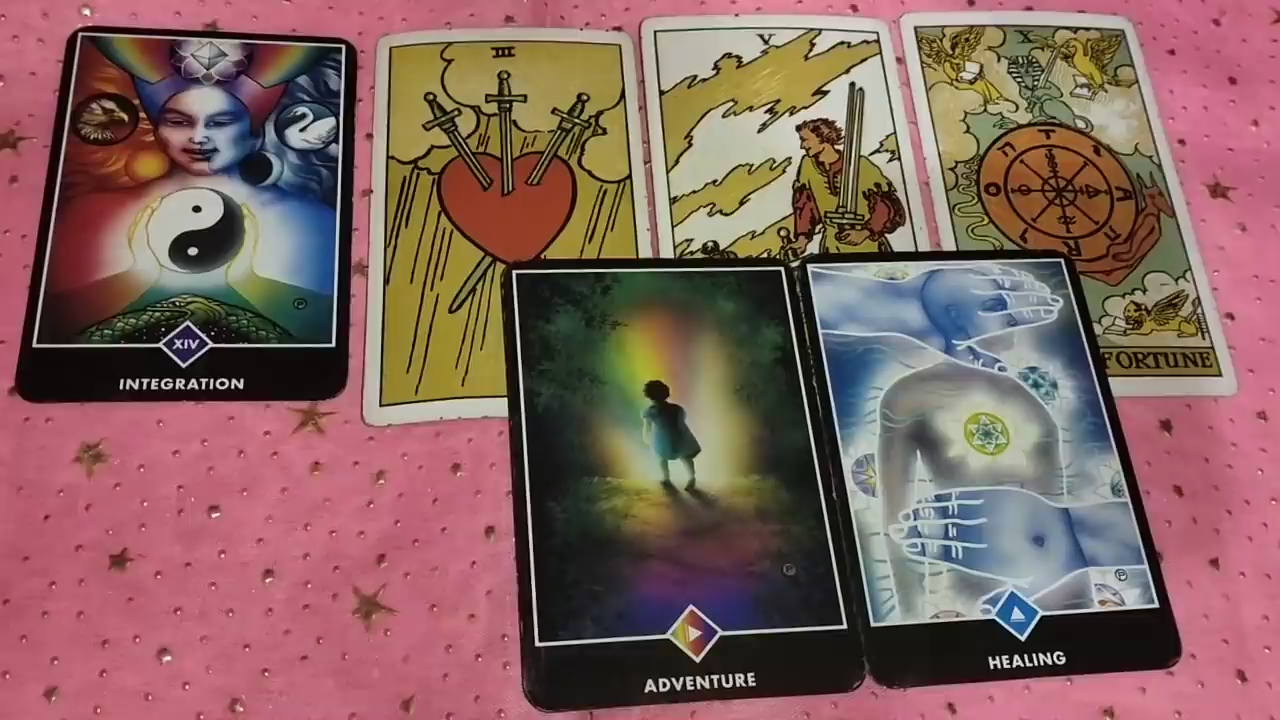 III
V
X
FORTUNE
XIV
INTEGRATION
ADVENTURE
HEALING